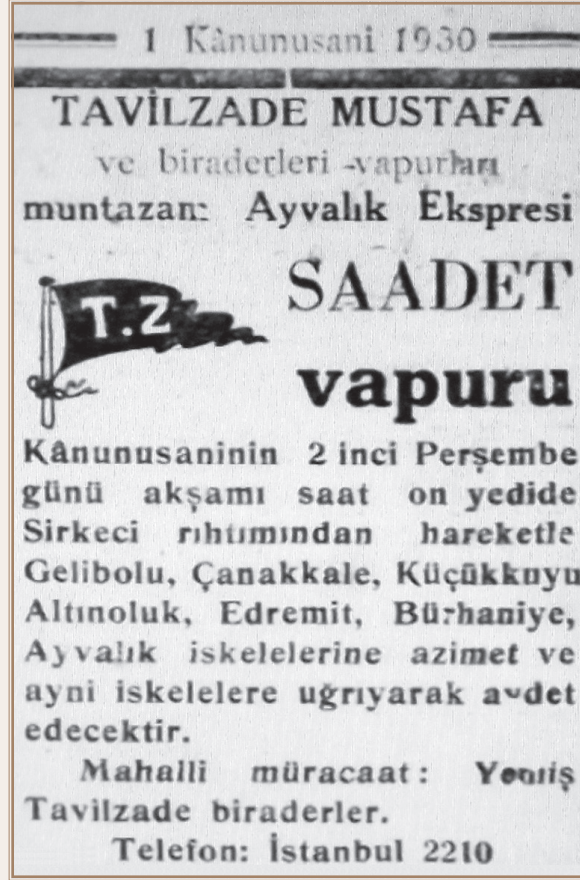 1 Kânunusani 1930
TAVİLZADE MUSTAFA
ve biraderleri vapurları
muntazam Ayvalık Ekspresi
T.Z
SAADET
vapuru
Kânunusaninin 2 inci Perşembe
günü akşamı saat on yedide
Sirkeci rıhtımından hareketle
Gelibolu, Çanakkale, Küçükkuyu
Altınoluk, Edremit, Bürhaniye,
Ayvalık iskelelerine azimet ve
ayni iskelelere uğrıyarak avdet
edecektir.
Mahalli müracaat: Yemiş
Tavilzade biraderler.
Telefon: İstanbul 2210